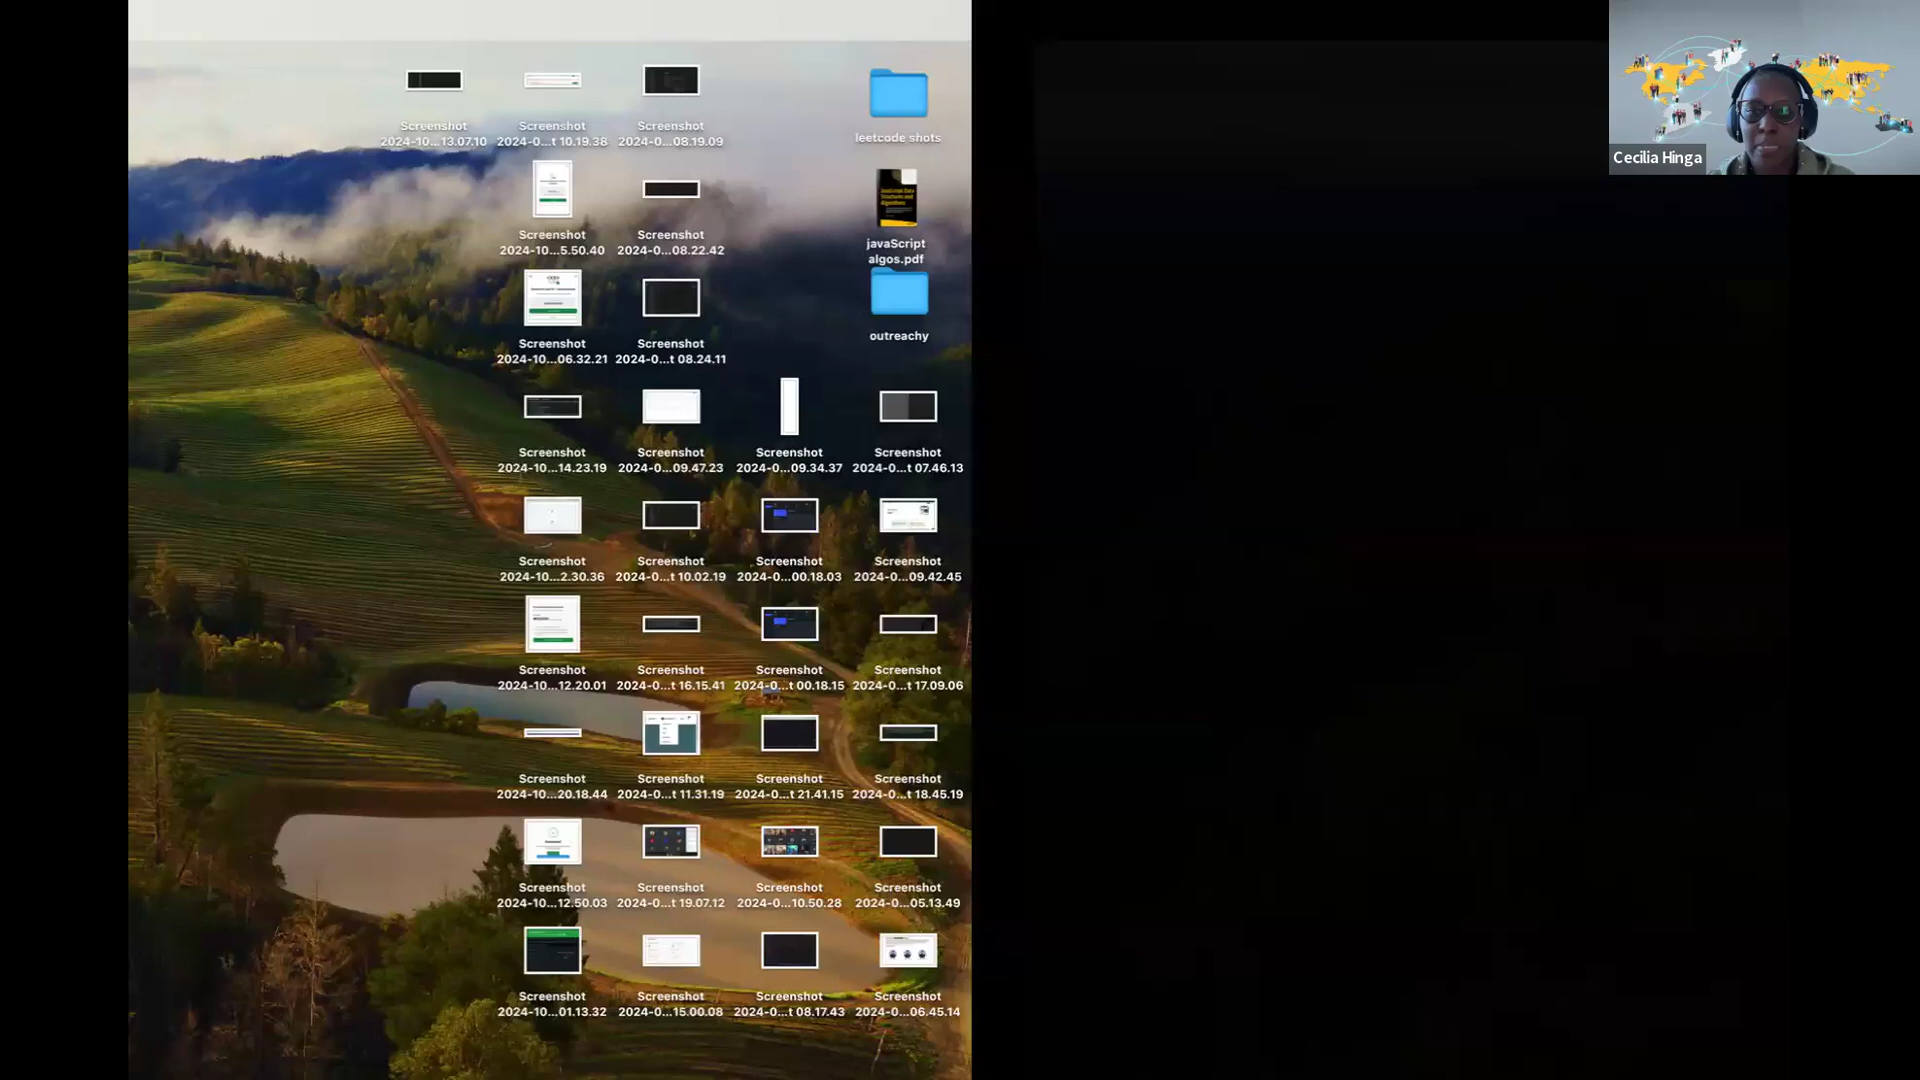 Screenshot
2024-10...13.07.10
Screenshot
2024-10...t 10.19.38
Screenshot
2024-0...08.19.09
leetcode shots
Screenshot
2024-10...5.50.40
Screenshot
2024-0...08.22.42
JavaScript Data
Structures and
Algorithms
javaScript
algos.pdf
Screenshot
2024-10...06.32.21
Screenshot
2024-0...t 08.24.11
outreachy
Screenshot
2024-10...14.23.19
Screenshot
2024-0...09.47.23
Screenshot
2024-0...09.34.37
Screenshot
2024-0...t 07.46.13
Screenshot
2024-10...2.30.36
Screenshot
2024-0...t 10.02.19
Screenshot
2024-0...00.18.03
Screenshot
2024-0...09.42.45
Screenshot
2024-10...12.20.01
Screenshot
2024-0...t 16.15.41
Screenshot
2024-0...t 00.18.15
Screenshot
2024-0...t 17.09.06
Screenshot
2024-10...20.18.44
Screenshot
2024-0...t 11.31.19
Screenshot
2024-0...t 21.41.15
Screenshot
2024-0...t 18.45.19
Screenshot
2024-10...12.50.03
Screenshot
2024-0...t 19.07.12
Screenshot
2024-0...10.50.28
Screenshot
2024-0...05.13.49
Screenshot
2024-10...01.13.32
Screenshot
2024-0...15.00.08
Screenshot
2024-0...t 08.17.43
Screenshot
2024-0...06.45.14
Cecilia Hinga